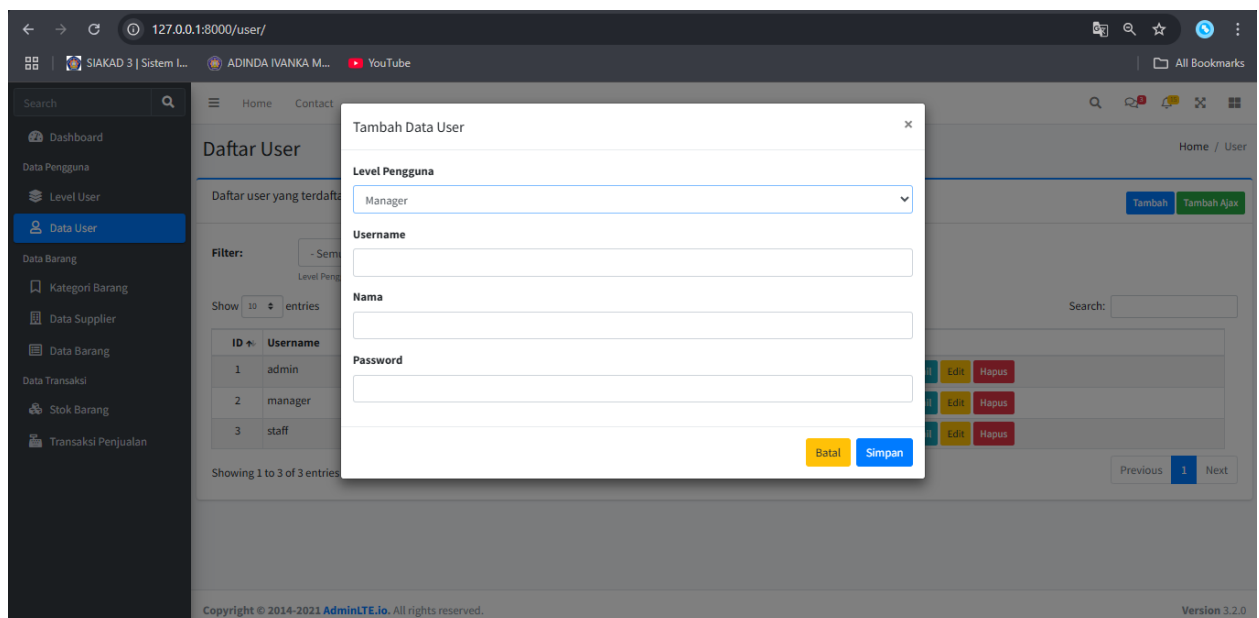 127.0.0.1:8000/user/
SIAKAD 3 | Sistem I... ADINDA IVANKA M... YouTube All Bookmarks
Search Home Contact
Tambah Data User ×
Dashboard
Daftar User Home / User
Data Pengguna
Level Pengguna
Level User Daftar user yang terdafta Manager Tambah Tambah Ajax
Data User
Username
Filter: - Sem
Data Barang
Level Peng
Kategori Barang
Nama
Show 10 entries Search:
Data Supplier
ID Username
Data Barang
Password
1 admin Edit Hapus
Data Transaksi
2 manager Edit Hapus
Stok Barang
3 staff Edit Hapus
Transaksi Penjualan
Batal Simpan
Showing 1 to 3 of 3 entries Previous 1 Next
Copyright © 2014-2021 AdminLTE.io. All rights reserved. Version 3.2.0